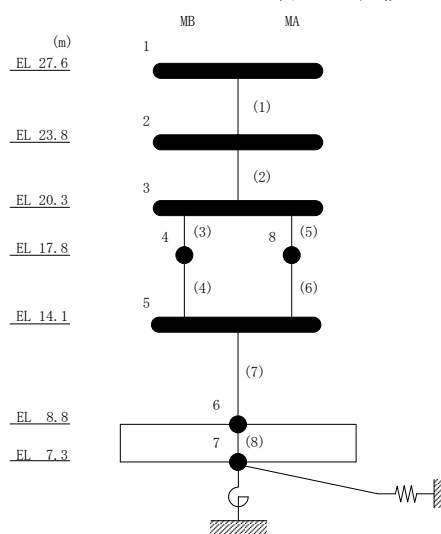 MB MA
(m)
1
EL 27.6
(1)
2
EL 23.8
(2)
3
EL 20.3
(3) (5)
4 8
EL 17.8
(4) (6)
5
EL 14.1
(7)
6
EL 8.8
7 (8)
EL 7.3